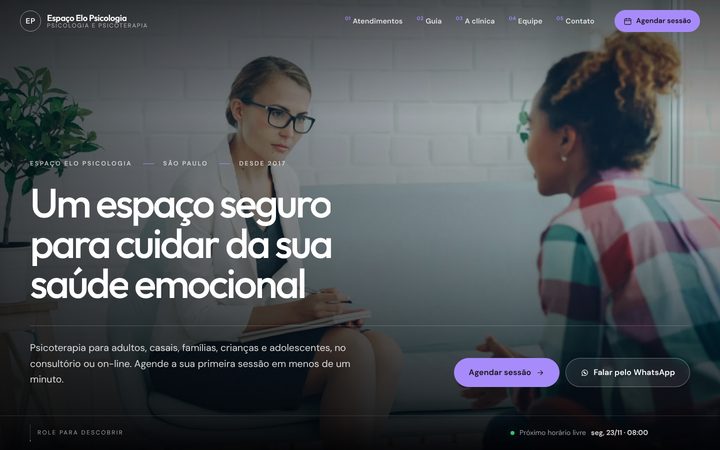 EP
Espaço Elo Psicologia
PSICOLOGIA E PSICOTERAPIA
01 Atendimentos
02 Guia
03 A clínica
04 Equipe
05 Contato
Agendar sessão
ESPAÇO ELO PSICOLOGIA — SÃO PAULO — DESDE 2017
Um espaço seguro
para cuidar da sua
saúde emocional
Psicoterapia para adultos, casais, famílias, crianças e adolescentes, no
consultório ou on-line. Agende a sua primeira sessão em menos de um
minuto.
Agendar sessão →
Falar pelo WhatsApp
ROLE PARA DESCOBRIR
Próximo horário livre seg, 23/11 · 08:00